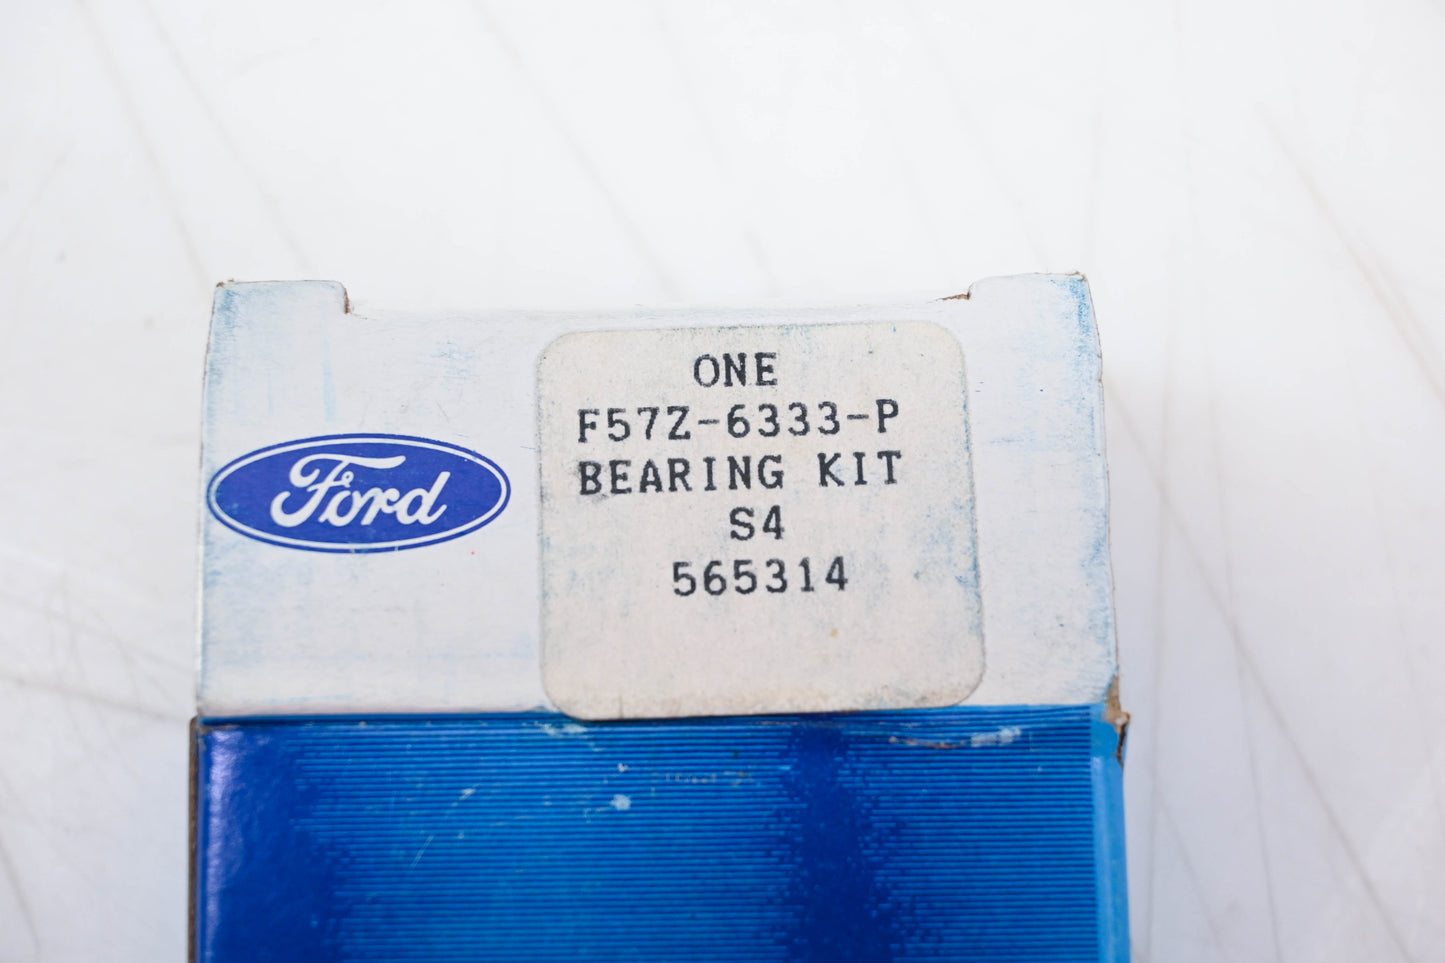 Ford
ONE
F57Z-6333-P
BEARING KIT
S4
565314